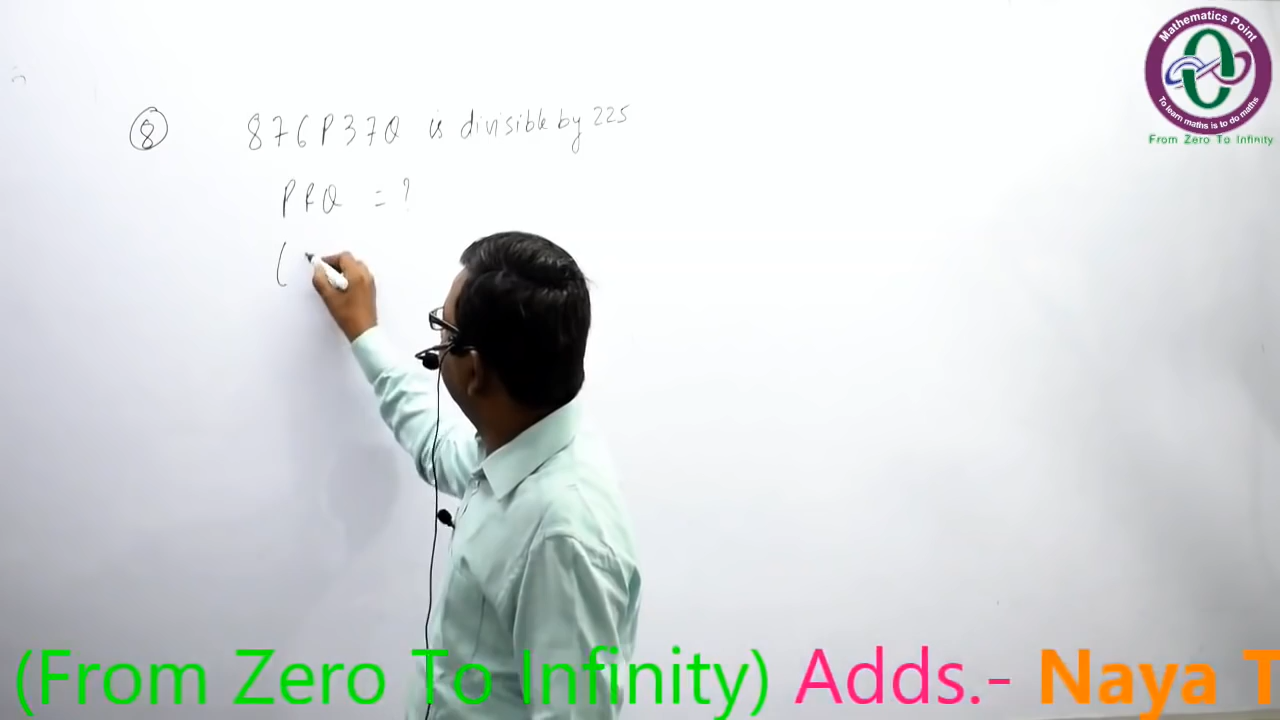 Mathematics Point
To learn maths is to do maths
From Zero To Infinity
8 876P37Q is divisible by 225
P & Q = ?
(
(From Zero To Infinity) Adds.- Naya T